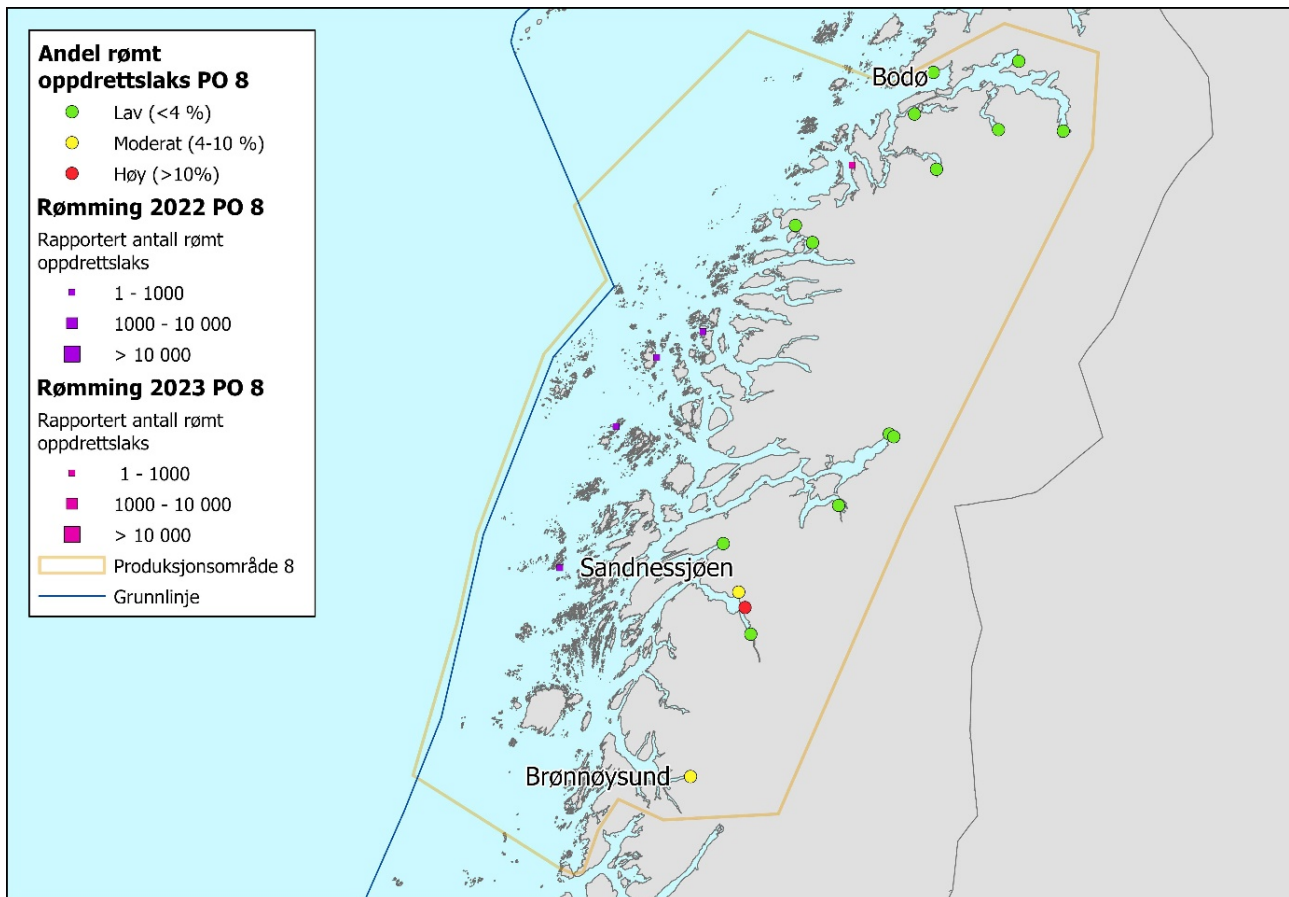 Andel rømt
oppdrettslaks PO 8
Lav (<4 %)
Moderat (4-10 %)
Høy (>10%)
Rømming 2022 PO 8
Rapportert antall rømt
oppdrettslaks
1 - 1000
1000 - 10 000
> 10 000
Rømming 2023 PO 8
Rapportert antall rømt
oppdrettslaks
1 - 1000
1000 - 10 000
> 10 000
Produksjonsområde 8
Grunnlinje
Bodø
Sandnessjøen
Brønnøysund